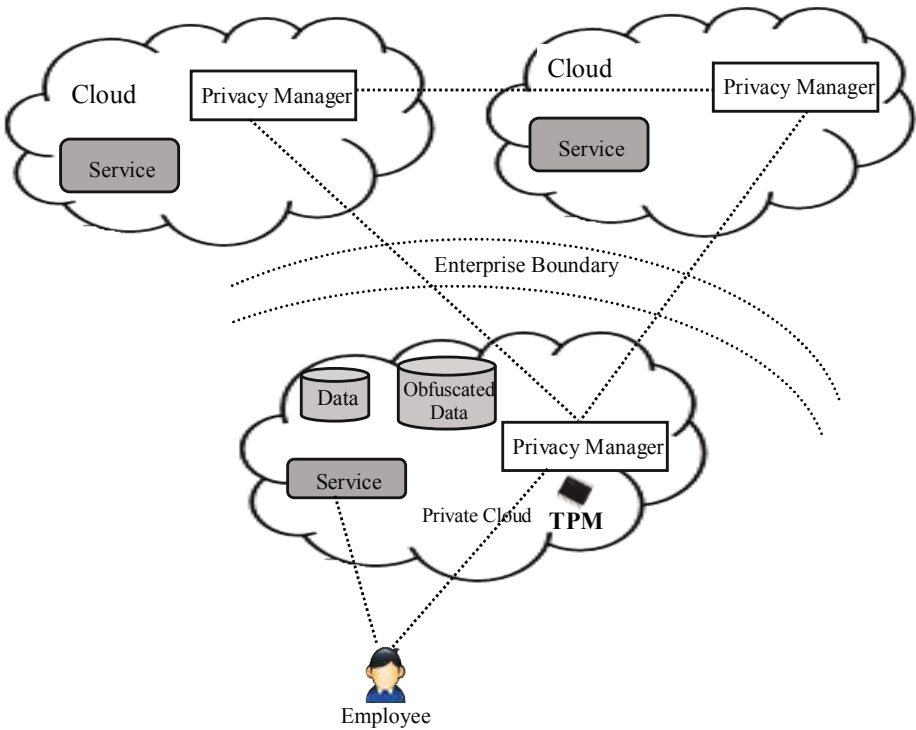 Cloud
Privacy Manager
Service
Cloud
Privacy Manager
Service
Enterprise Boundary
Data
Obfuscated
Data
Privacy Manager
Service
Private Cloud
TPM
Employee